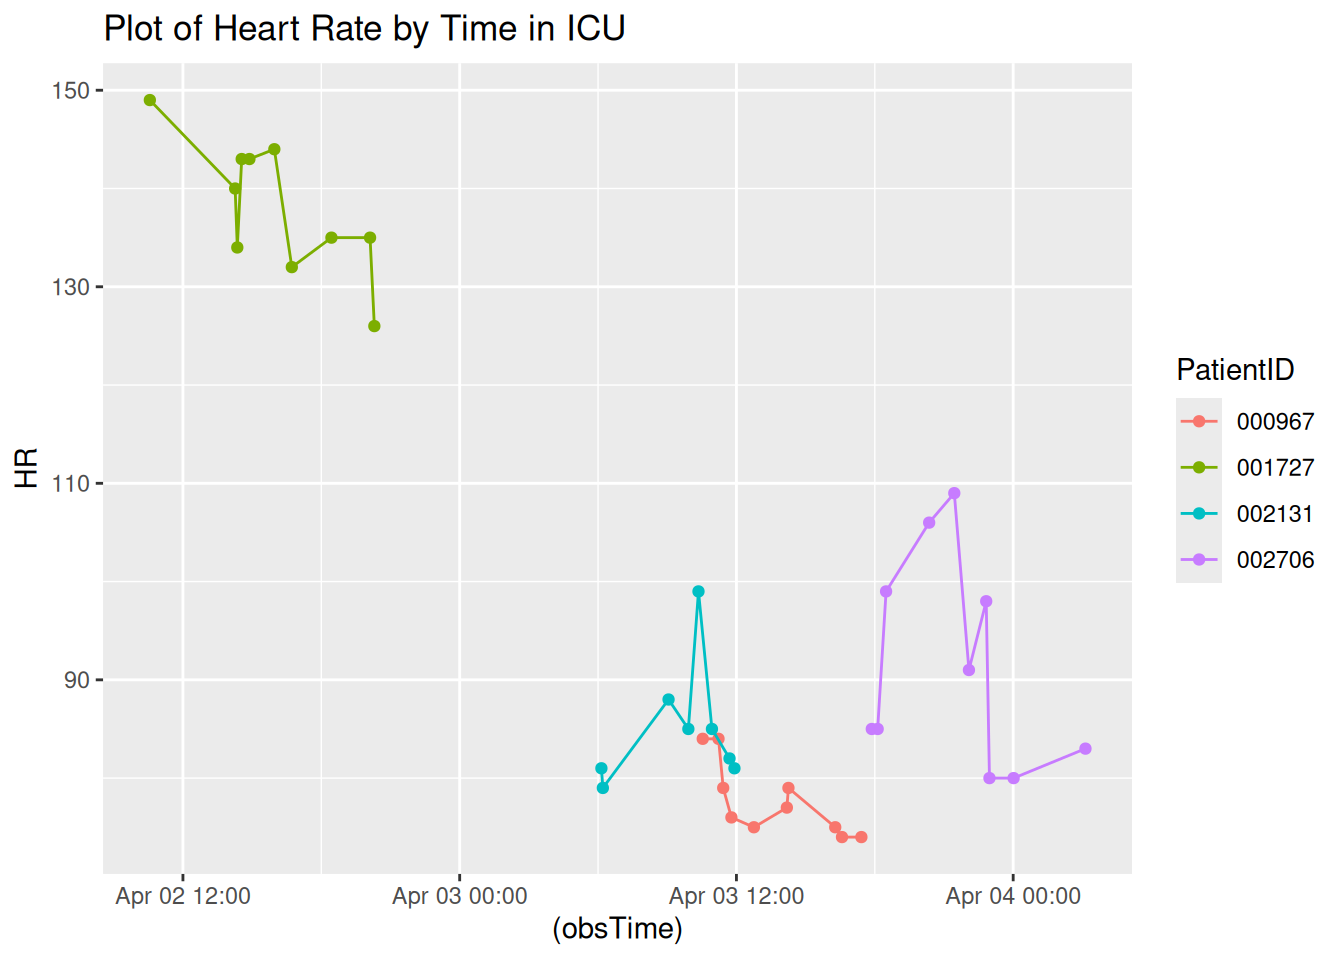 Plot of Heart Rate by Time in ICU
150
130
110
90
HR
Apr 02 12:00
Apr 03 00:00
Apr 03 12:00
Apr 04 00:00
(obsTime)
PatientID
000967
001727
002131
002706